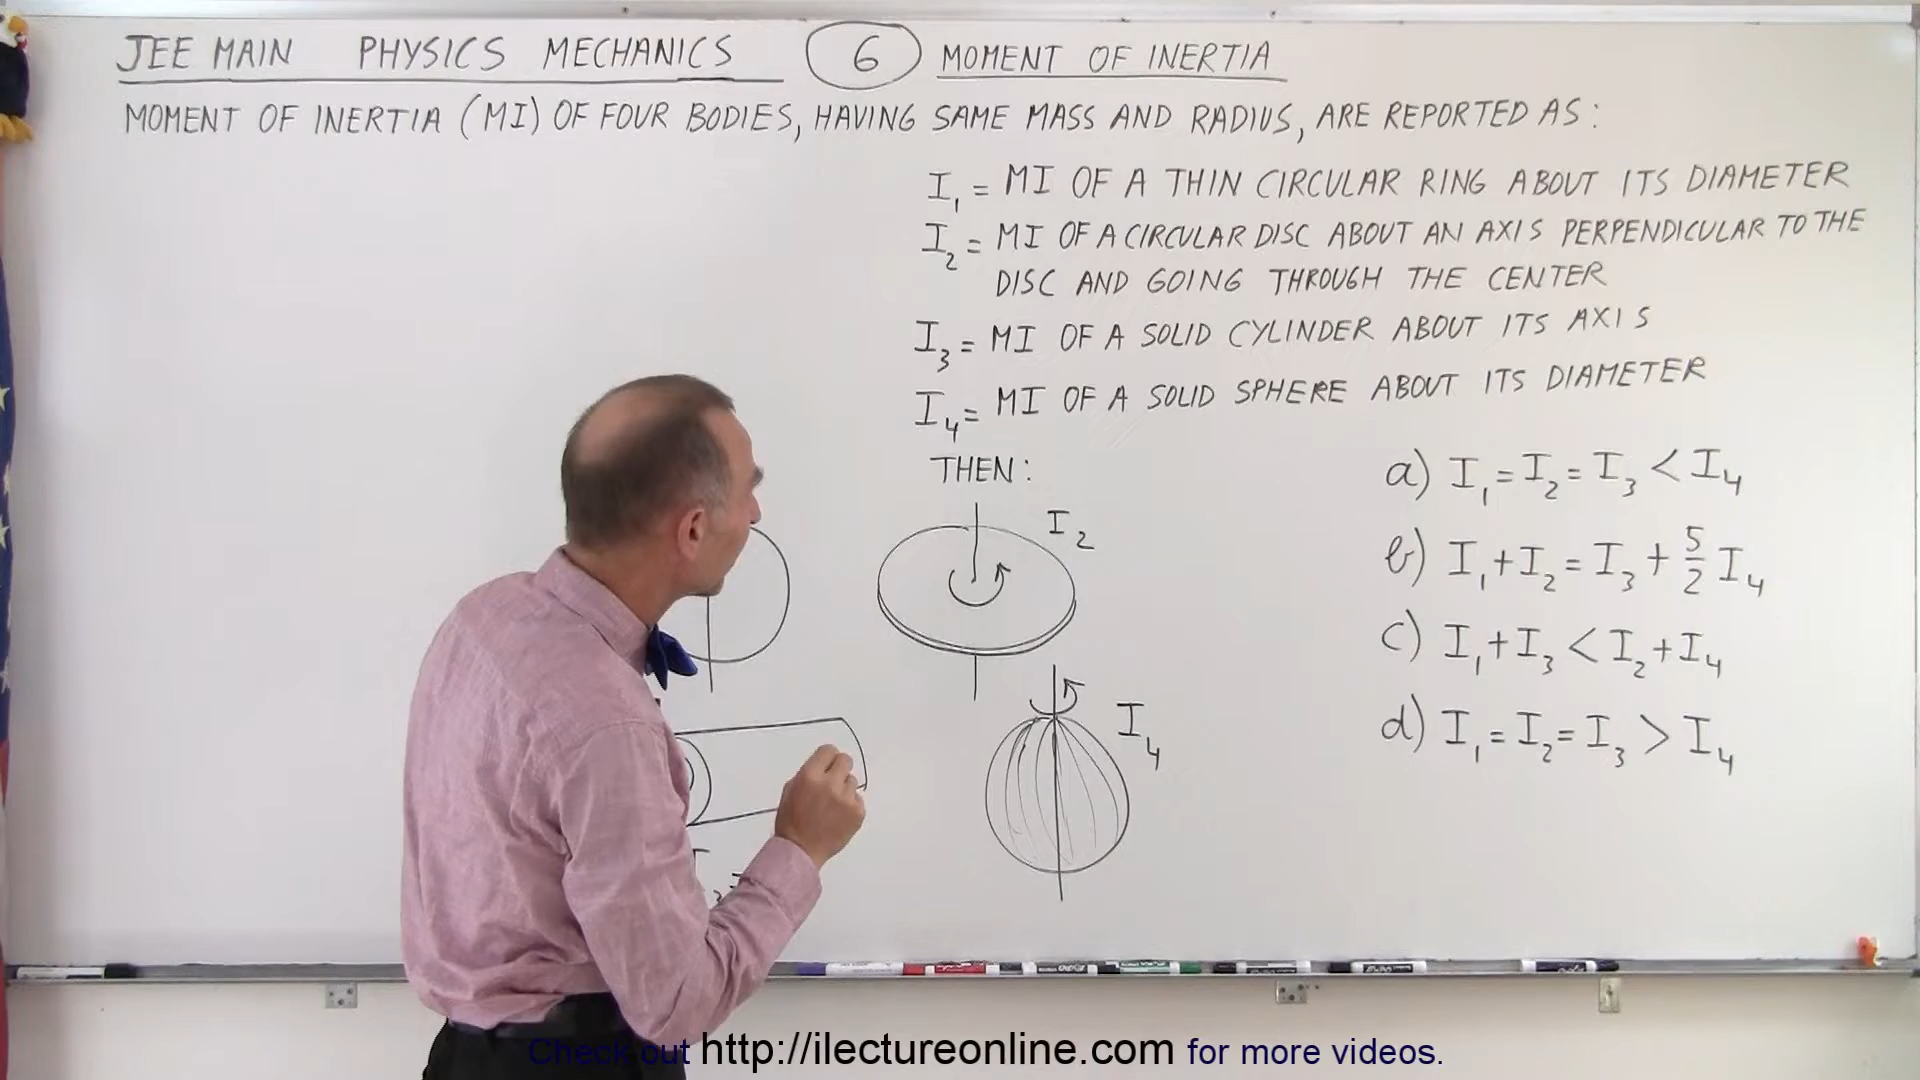 JEE MAIN PHYSICS MECHANICS 6 MOMENT OF INERTIA
MOMENT OF INERTIA (MI) OF FOUR BODIES, HAVING SAME MASS AND RADIUS, ARE REPORTED AS:
I₁ = MI OF A THIN CIRCULAR RING ABOUT ITS DIAMETER
I₂ = MI OF A CIRCULAR DISC ABOUT AN AXIS PERPENDICULAR TO THE
DISC AND GOING THROUGH THE CENTER
I₃ = MI OF A SOLID CYLINDER ABOUT ITS AXIS
I₄ = MI OF A SOLID SPHERE ABOUT ITS DIAMETER
THEN:
I₂
I₄
a) I₁ = I₂ = I₃ < I₄
b) I₁ + I₂ = I₃ + 5/2 I₄
c) I₁ + I₃ < I₂ + I₄
d) I₁ = I₂ = I₃ > I₄
Check out http://ilectureonline.com for more videos.